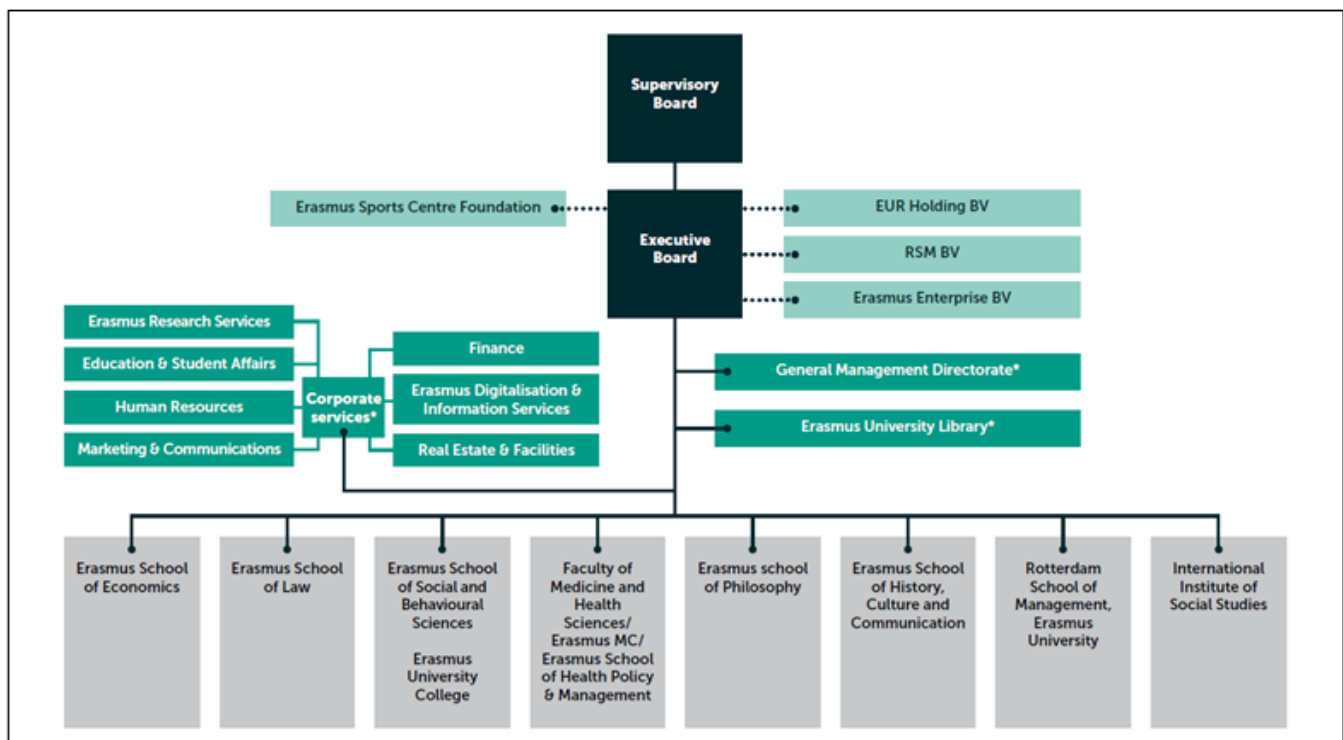 Supervisory
Board
Erasmus Sports Centre Foundation
Executive
Board
EUR Holding BV
RSM BV
Erasmus Enterprise BV
Erasmus Research Services
Education & Student Affairs
Human Resources
Marketing & Communications
Corporate
services*
Finance
Erasmus Digitalisation &
Information Services
Real Estate & Facilities
General Management Directorate*
Erasmus University Library*
Erasmus School
of Economics
Erasmus School
of Law
Erasmus School
of Social and
Behavioural
Sciences
Erasmus
University
College
Faculty of
Medicine and
Health
Sciences/
Erasmus MC/
Erasmus School
of Health Policy
& Management
Erasmus school
of Philosophy
Erasmus School
of History,
Culture and
Communication
Rotterdam
School of
Management,
Erasmus
University
International
Institute of
Social Studies